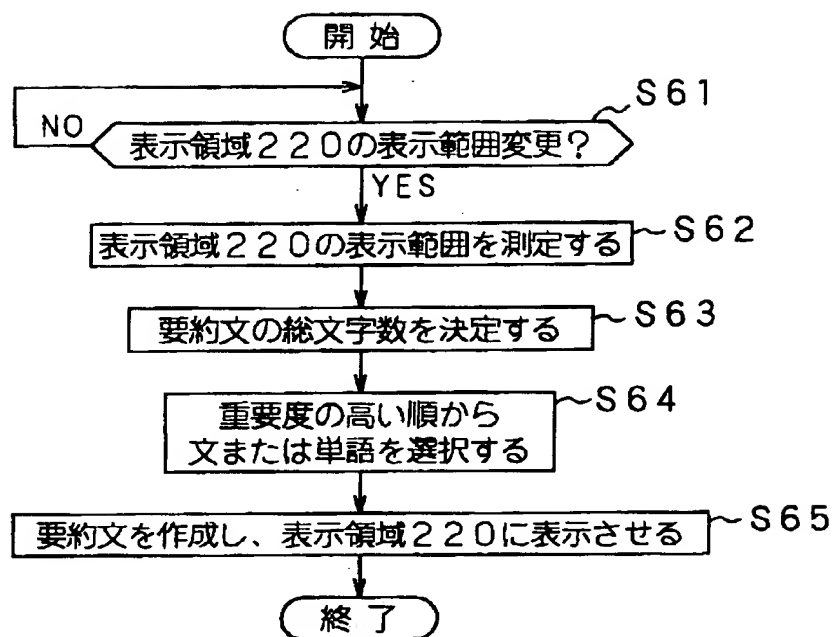 開始
S61
NO
表示領域220の表示範囲変更?
YES
表示領域220の表示範囲を測定する
S62
要約文の総文字数を決定する
S63
重要度の高い順から
文または単語を選択する
S64
要約文を作成し、表示領域220に表示させる
S65
終了